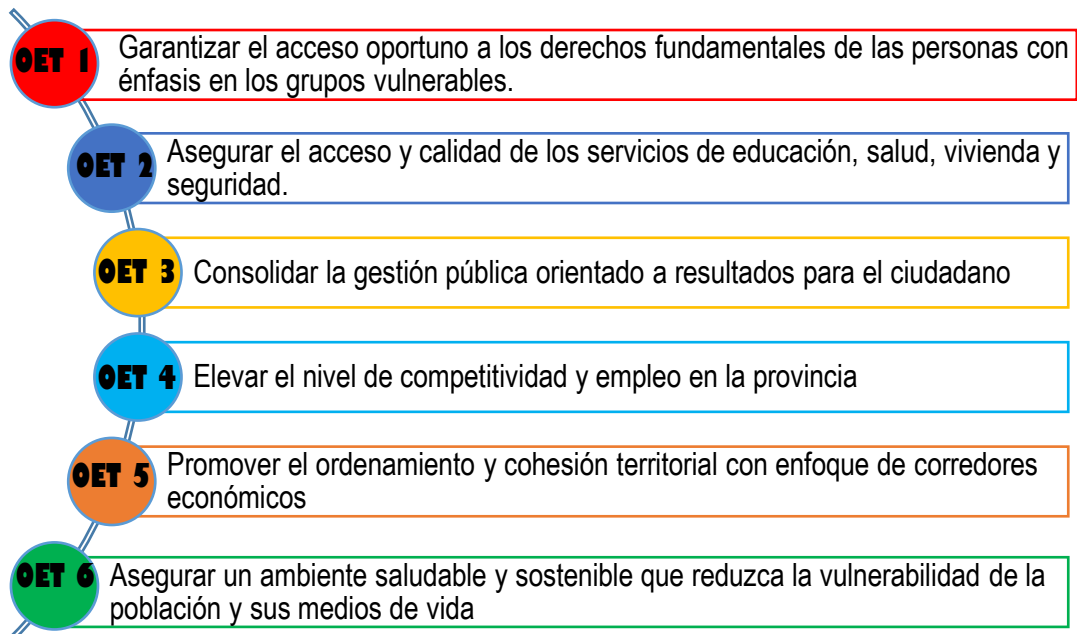 OET 1
Garantizar el acceso oportuno a los derechos fundamentales de las personas con
énfasis en los grupos vulnerables.
OET 2
Asegurar el acceso y calidad de los servicios de educación, salud, vivienda y
seguridad.
OET 3
Consolidar la gestión pública orientado a resultados para el ciudadano
OET 4
Elevar el nivel de competitividad y empleo en la provincia
OET 5
Promover el ordenamiento y cohesión territorial con enfoque de corredores
económicos
OET 6
Asegurar un ambiente saludable y sostenible que reduzca la vulnerabilidad de la
población y sus medios de vida